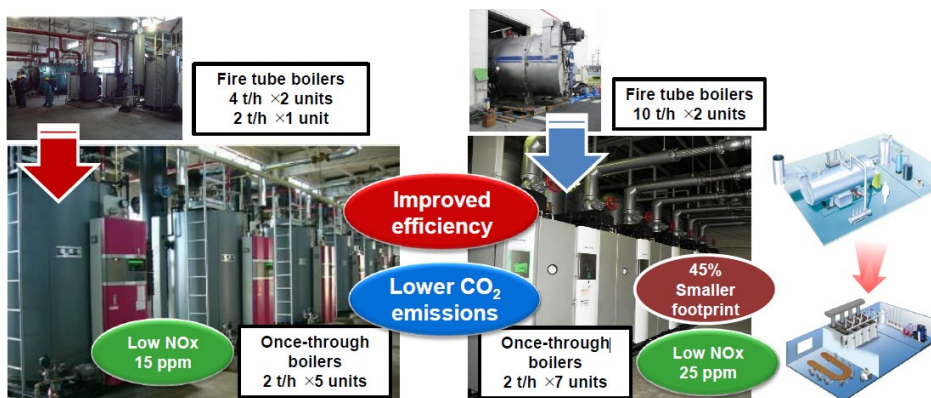 Fire tube boilers
4 t/h ×2 units
2 t/h ×1 unit
Fire tube boilers
10 t/h ×2 units
Improved
efficiency
Lower CO₂
emissions
45%
Smaller
footprint
Low NOx
15 ppm
Once-through
boilers
2 t/h ×5 units
Once-through
boilers
2 t/h ×7 units
Low NOx
25 ppm